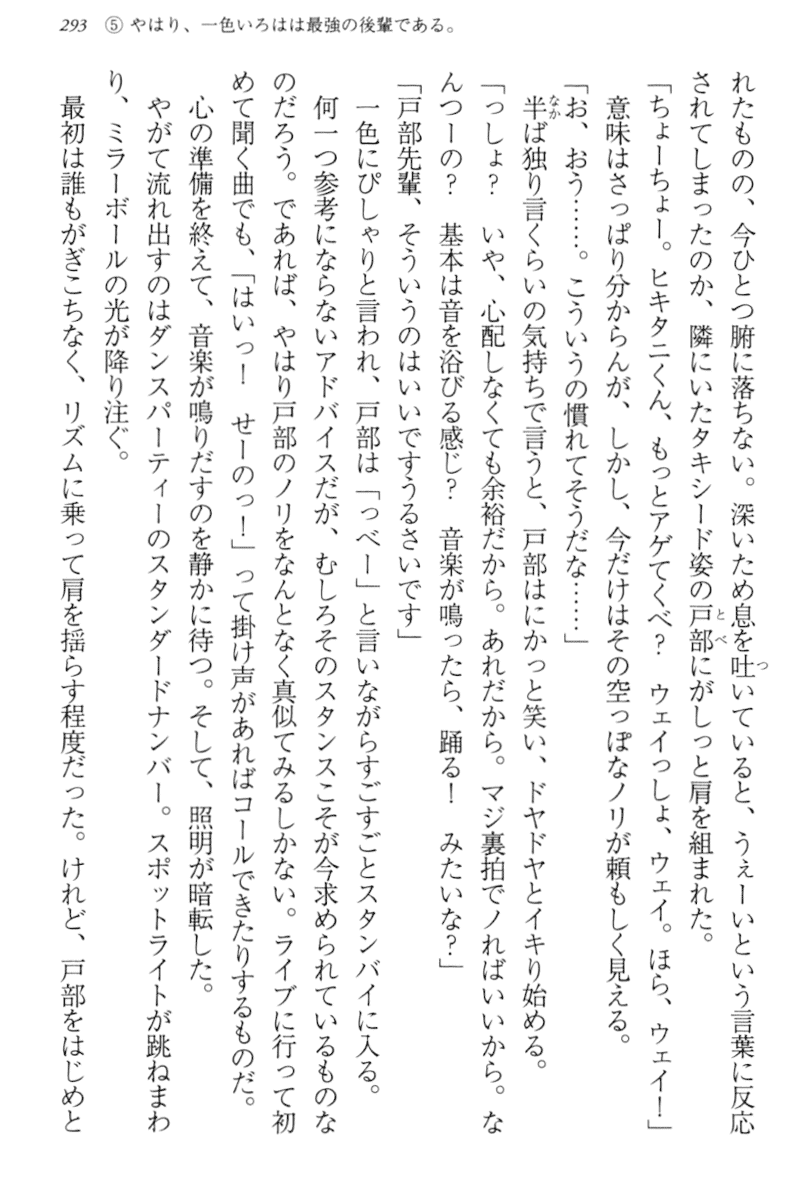 293 ⑤ やはり、一色いろはは最強の後輩である。
れたものの、今ひとつ腑に落ちない。深いため息を吐いていると、うぇーいという言葉に反応
されてしまったのか、隣にいたタキシード姿の戸部にがしっと肩を組まれた。
「ちょーちょー。ヒキタニくん、もっとアゲてくべ？　ウェイっしょ、ウェイ。ほら、ウェイ！」
意味はさっぱり分からんが、しかし、今だけはその空っぽなノリが頼もしく見える。
「お、おう……。こういうの慣れてそうだな……」
半ば独り言くらいの気持ちで言うと、戸部はにかっと笑い、ドヤドヤとイキり始める。
「っしょ？　いや、心配しなくても余裕だから。あれだから。マジ裏拍でノればいいから。な
んつーの？　基本は音を浴びる感じ？　音楽が鳴ったら、踊る！　みたいな？」
「戸部先輩、そういうのはいいですうるさいです」
一色にぴしゃりと言われ、戸部は「っべー」と言いながらすごすごとスタンバイに入る。
何一つ参考にならないアドバイスだが、むしろそのスタンスこそが今求められているものな
のだろう。であれば、やはり戸部のノリをなんとなく真似てみるしかない。ライブに行って初
めて聞く曲でも、「はいっ！　せーのっ！」って掛け声があればコールできたりするものだ。
心の準備を終えて、音楽が鳴りだすのを静かに待つ。そして、照明が暗転した。
やがて流れ出すのはダンスパーティーのスタンダードナンバー。スポットライトが跳ねまわ
り、ミラーボールの光が降り注ぐ。
最初は誰もがぎこちなく、リズムに乗って肩を揺らす程度だった。けれど、戸部をはじめと